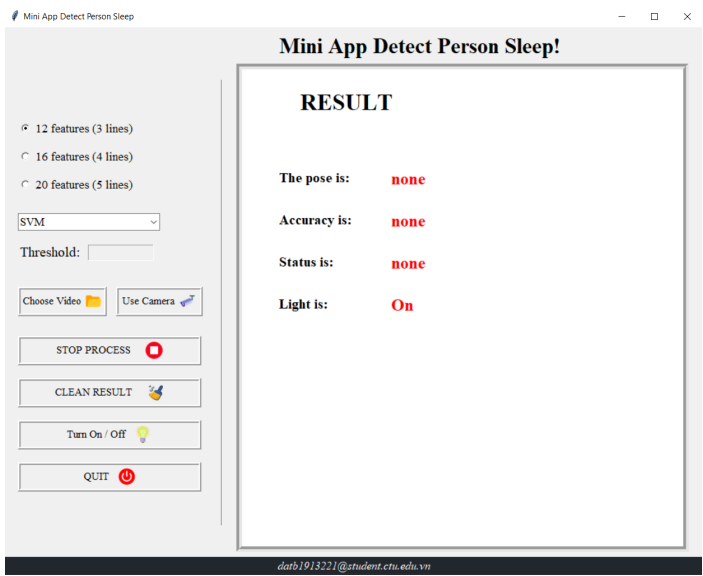 Mini App Detect Person Sleep
Mini App Detect Person Sleep!
12 features (3 lines)
16 features (4 lines)
20 features (5 lines)
SVM
Threshold:
Choose Video
Use Camera
STOP PROCESS
CLEAN RESULT
Turn On / Off
QUIT
RESULT
The pose is: none
Accuracy is: none
Status is: none
Light is: On
datb1913221@student.ctu.edu.vn